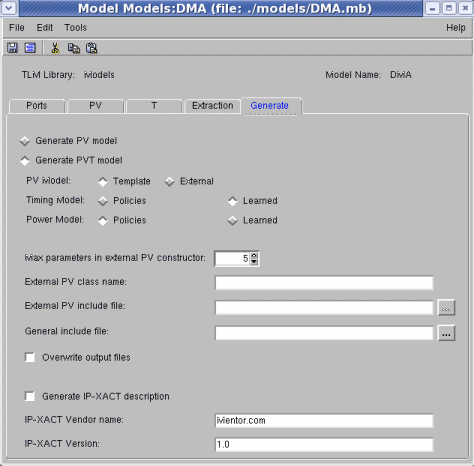 Model Models:DMA (file: ./models/DMA.mb)
File Edit Tools Help
TLM Library: Models Model Name: DMA
Ports PV T Extraction Generate
Generate PV model
Generate PVT model
PV Model: Template External
Timing Model: Policies Learned
Power Model: Policies Learned
Max parameters in external PV constructor: 5
External PV class name:
External PV include file: ...
General include file: ...
Overwrite output files
Generate IP-XACT description
IP-XACT Vendor name: Mentor.com
IP-XACT Version: 1.0